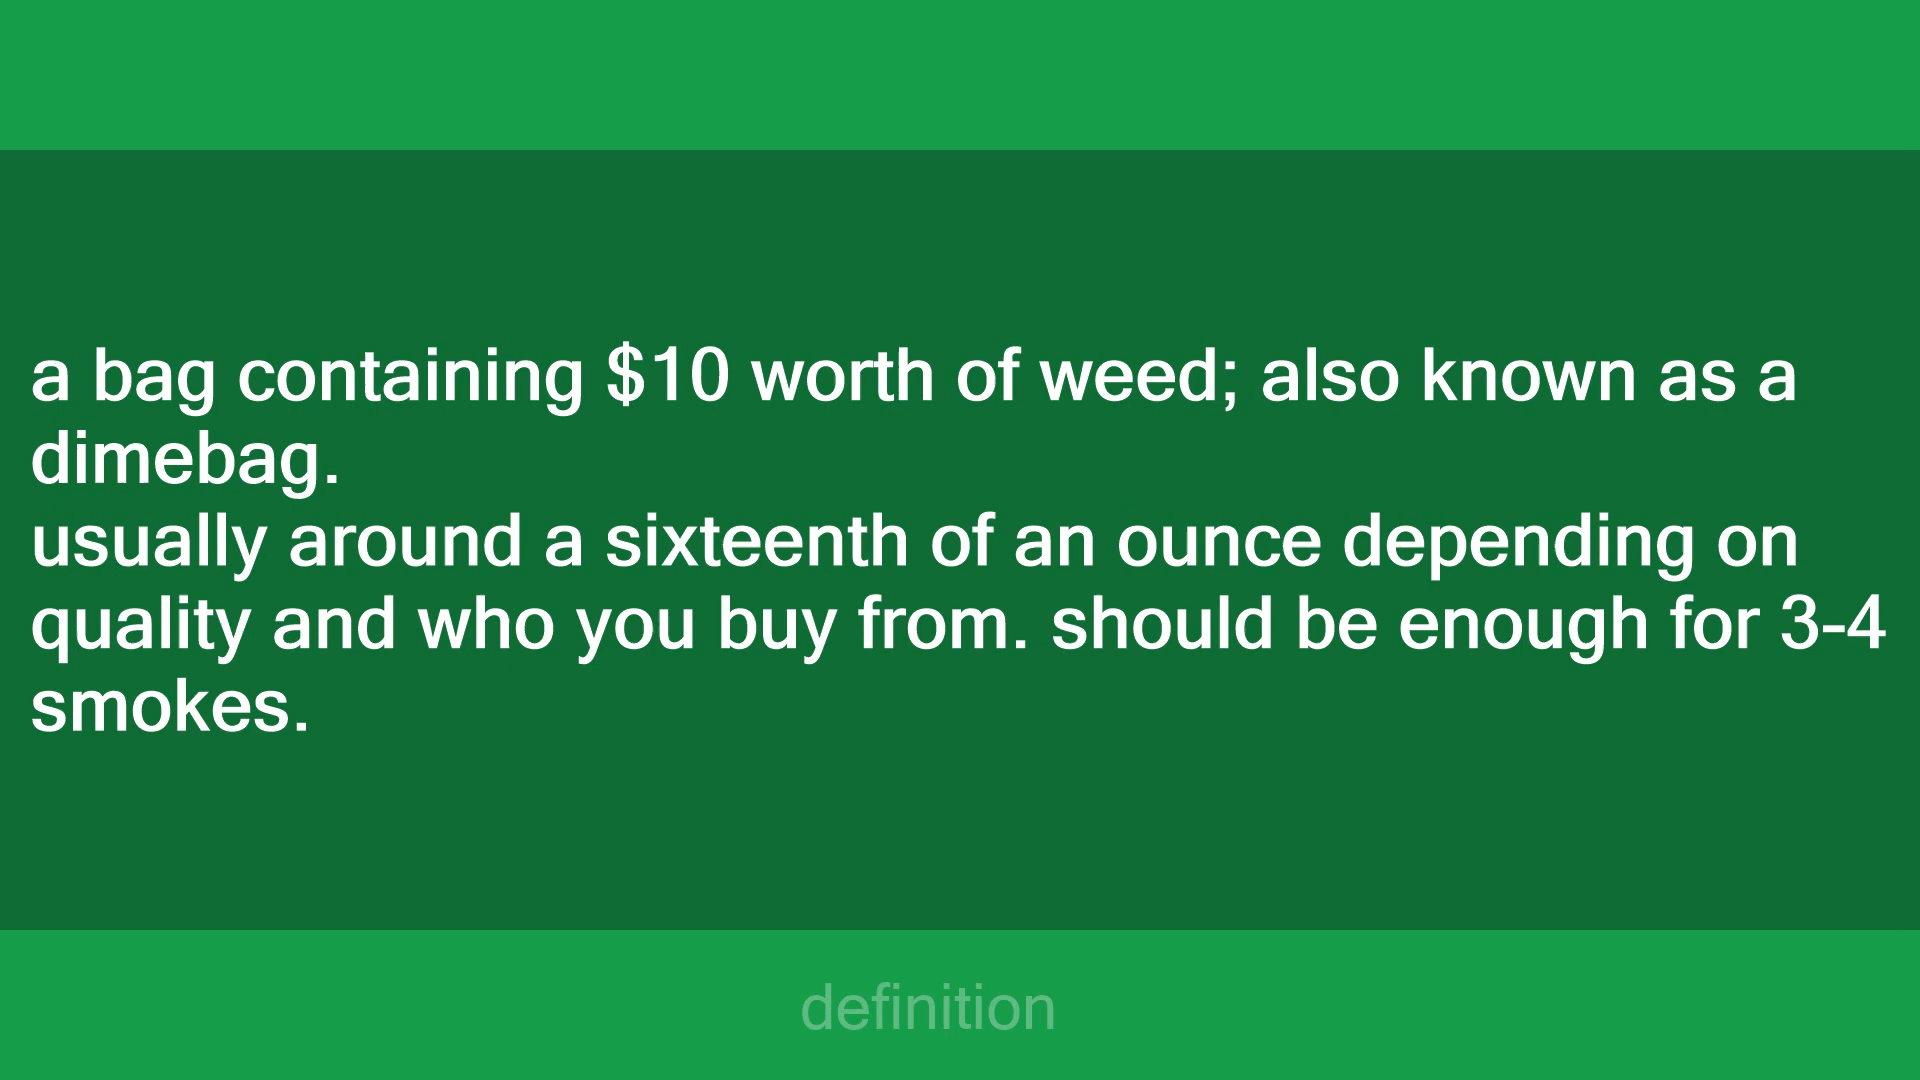 a bag containing $10 worth of weed; also known as a
dimebag.
usually around a sixteenth of an ounce depending on
quality and who you buy from. should be enough for 3-4
smokes.
definition